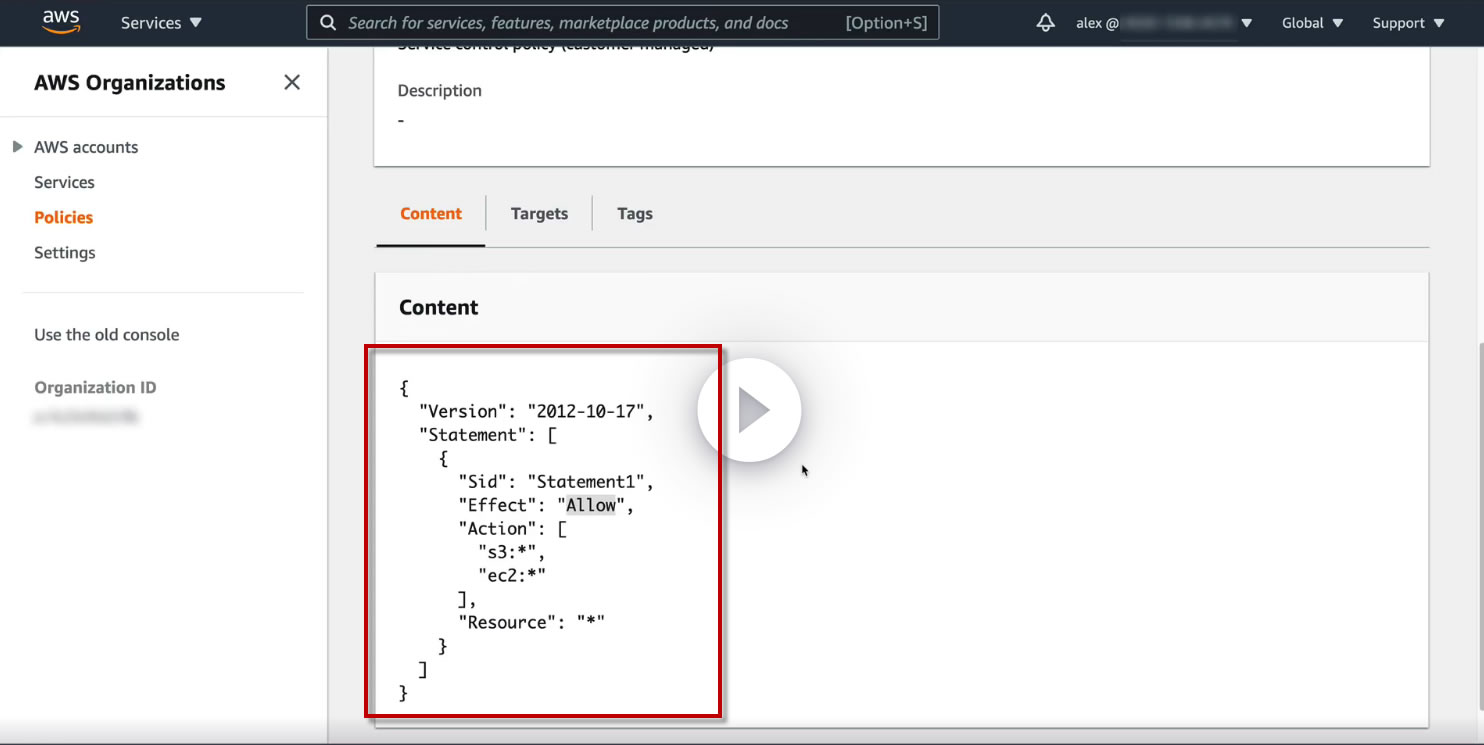 aws
Services
Search for services, features, marketplace products, and docs
[Option+S]
alex @
Global
Support
AWS Organizations
AWS accounts
Services
Policies
Settings
Use the old console
Organization ID
Service control policy (customer managed)
Description
-
Content
Targets
Tags
Content
{
"Version": "2012-10-17",
"Statement": [
{
"Sid": "Statement1",
"Effect": "Allow",
"Action": [
"s3:*",
"ec2:*"
],
"Resource": "*"
}
]
}